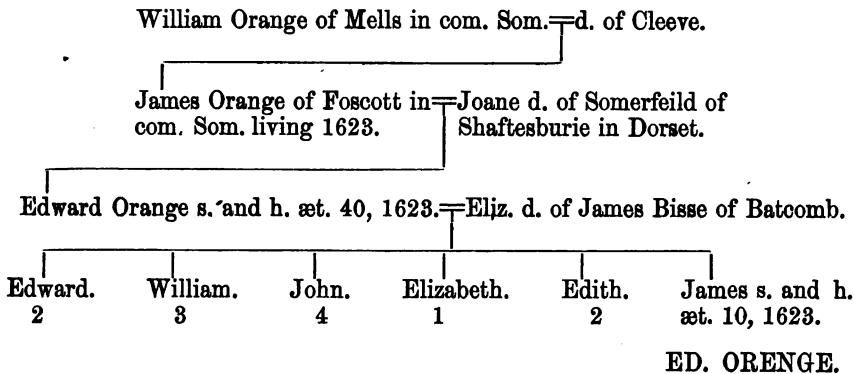 William Orange of Mells in com. Som.=d. of Cleeve.
James Orange of Foscott in=Joane d. of Somerfeild of
com. Som. living 1623. Shaftesburie in Dorset.
Edward Orange s. and h. æt. 40, 1623.=Eliz. d. of James Bisse of Batcomb.
Edward. William. John. Elizabeth. Edith. James s. and h.
2 3 4 1 2 æt. 10, 1623.
ED. ORENGE.